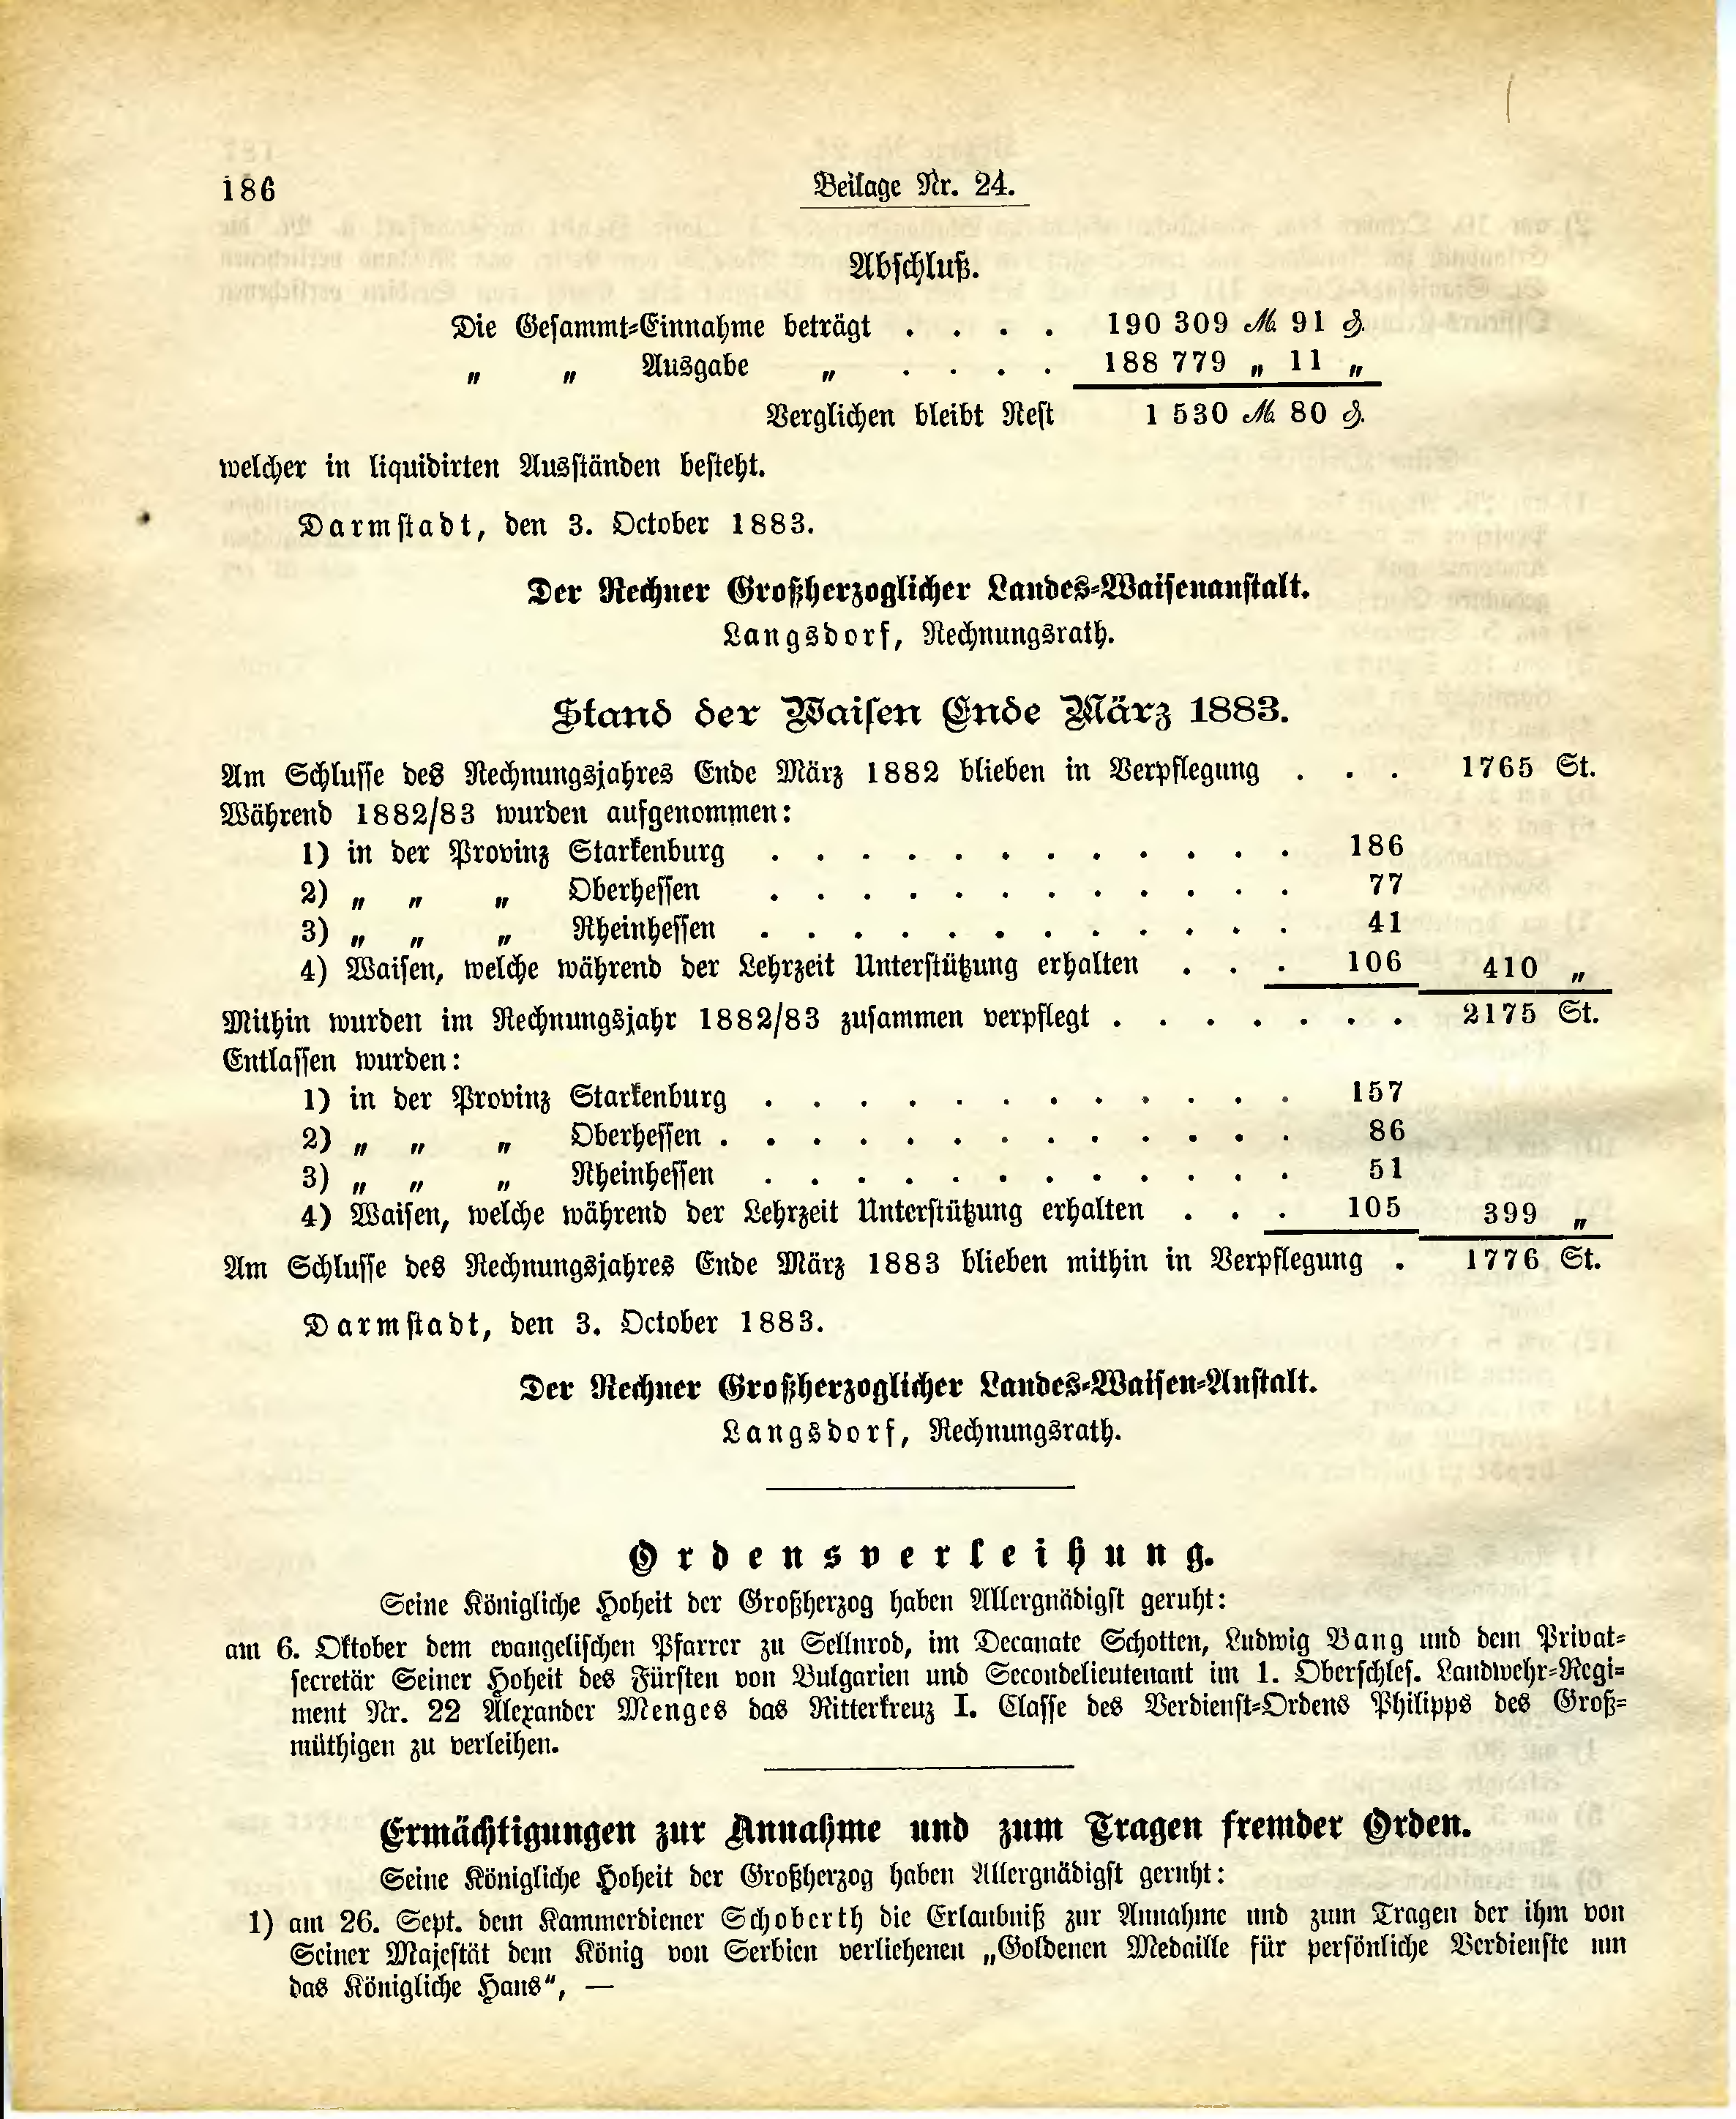 186
Beilage Nr. 24.
Abschluß.
Die Gesammt=Einnahme beträgt . . . . 190 309 ℳ 91 ₰.
„ „ Ausgabe „ . . . . 188 779 „ 11 „
Verglichen bleibt Rest 1 530 ℳ 80 ₰.
welcher in liquidirten Ausständen besteht.
Darmstadt, den 3. October 1883.
Der Rechner Großherzoglicher Landes=Waisenanstalt.
Langsdorf, Rechnungsrath.
Stand der Waisen Ende März 1883.
Am Schlusse des Rechnungsjahres Ende März 1882 blieben in Verpflegung . . . 1765 St.
Während 1882/83 wurden aufgenommen:
1) in der Provinz Starkenburg . . . . . . . . . . . . 186
2) „ „ „ Oberhessen . . . . . . . . . . . . 77
3) „ „ „ Rheinhessen . . . . . . . . . . . . 41
4) Waisen, welche während der Lehrzeit Unterstützung erhalten . . . 106 410 „
Mithin wurden im Rechnungsjahr 1882/83 zusammen verpflegt . . . . . . . 2175 St.
Entlassen wurden:
1) in der Provinz Starkenburg . . . . . . . . . . . . 157
2) „ „ „ Oberhessen . . . . . . . . . . . . . 86
3) „ „ „ Rheinhessen . . . . . . . . . . . . 51
4) Waisen, welche während der Lehrzeit Unterstützung erhalten . . . 105 399 „
Am Schlusse des Rechnungsjahres Ende März 1883 blieben mithin in Verpflegung . 1776 St.
Darmstadt, den 3. October 1883.
Der Rechner Großherzoglicher Landes=Waisen=Anstalt.
Langsdorf, Rechnungsrath.
Ordensverleihung.
Seine Königliche Hoheit der Großherzog haben Allergnädigst geruht:
am 6. Oktober dem evangelischen Pfarrer zu Sellnrod, im Decanate Schotten, Ludwig Bang und dem Privat=
secretär Seiner Hoheit des Fürsten von Bulgarien und Secondelieutenant im 1. Oberschles. Landwehr=Regi=
ment Nr. 22 Alexander Menges das Ritterkreuz I. Classe des Verdienst=Ordens Philipps des Groß=
müthigen zu verleihen.
Ermächtigungen zur Annahme und zum Tragen fremder Orden.
Seine Königliche Hoheit der Großherzog haben Allergnädigst geruht:
1) am 26. Sept. dem Kammerdiener Schoberth die Erlaubniß zur Annahme und zum Tragen der ihm von
Seiner Majestät dem König von Serbien verliehenen „Goldenen Medaille für persönliche Verdienste um
das Königliche Haus“, —